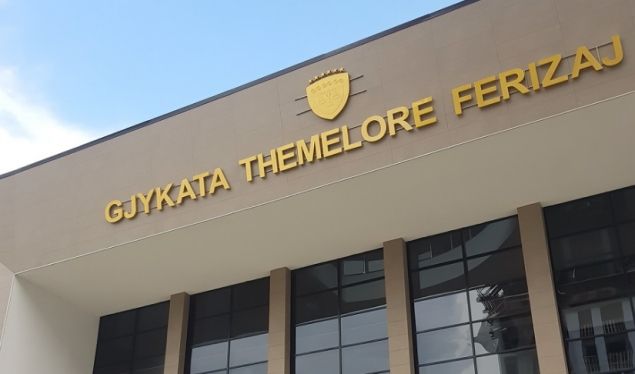 GJYKATA THEMELORE FERIZAJ